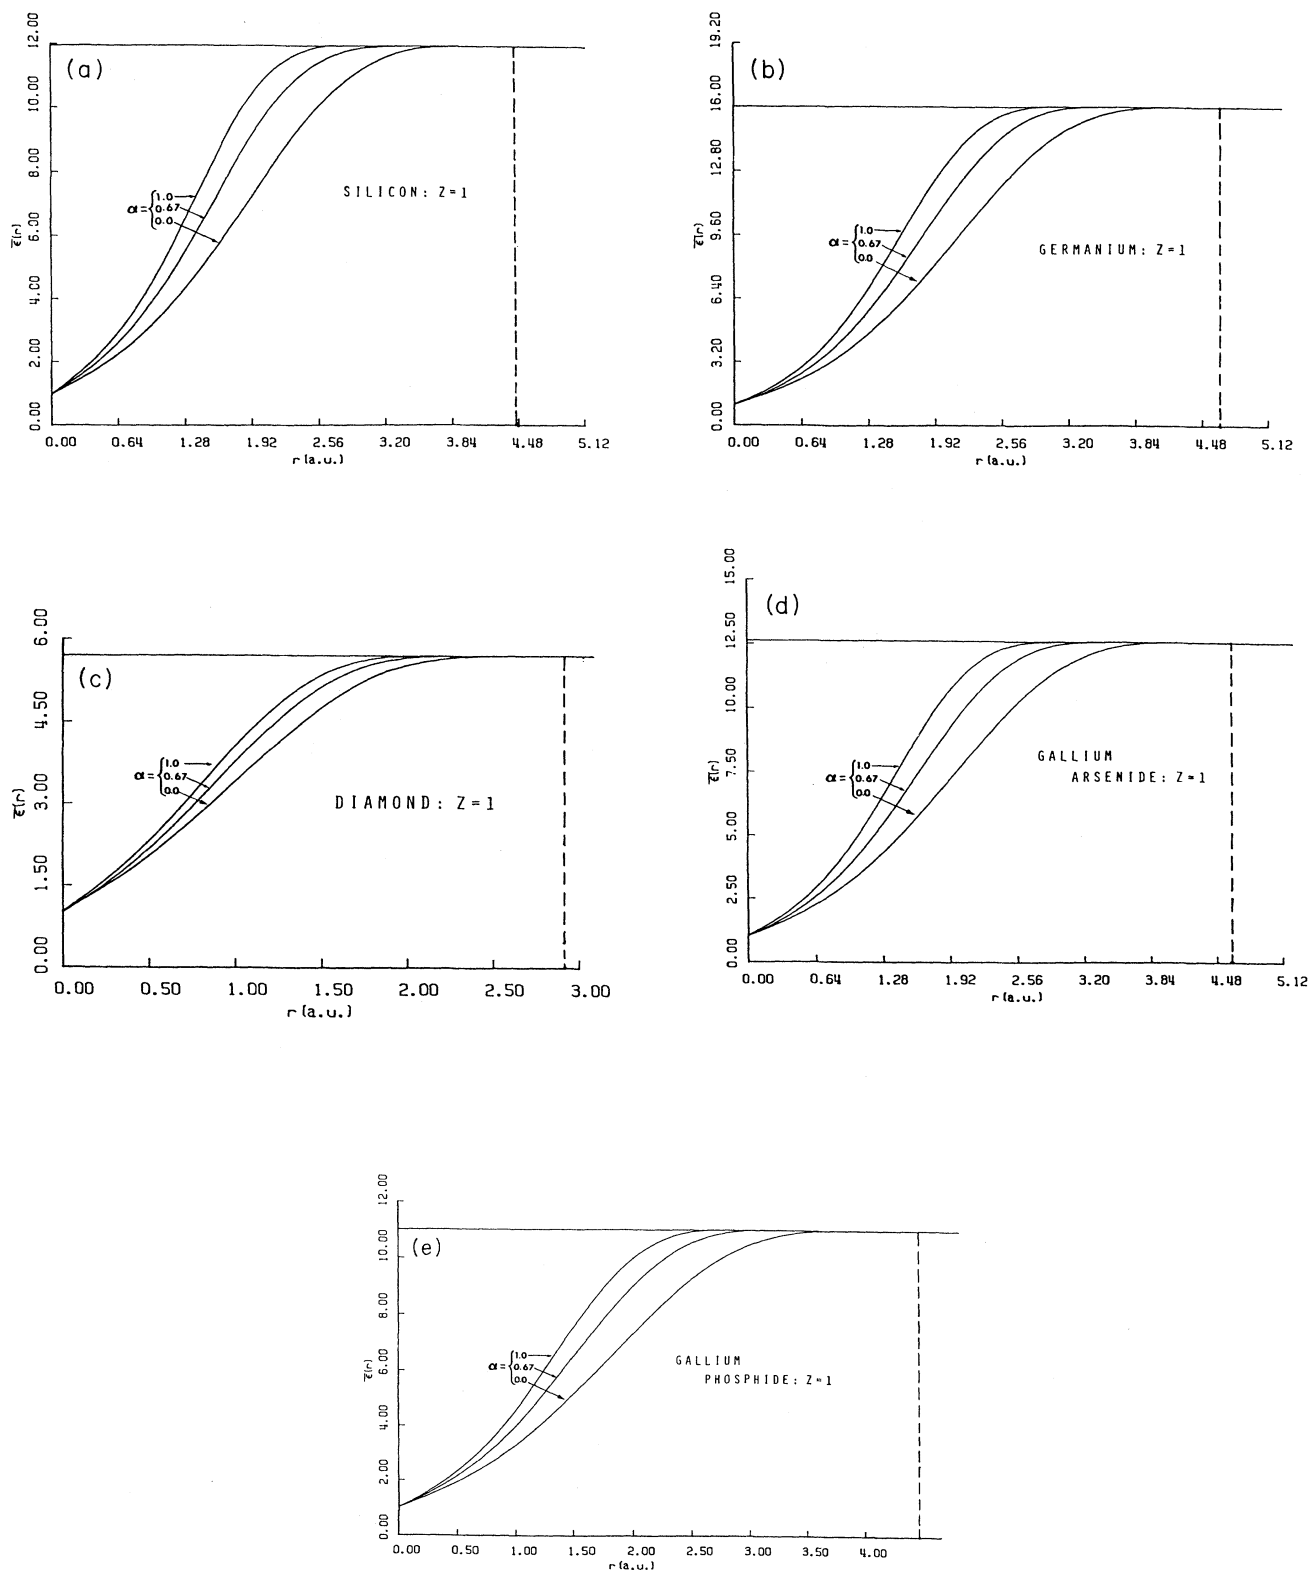 (a)
12.00
10.00
8.00
6.00
4.00
2.00
0.00
ε̄(r)
α= { 1.0
0.67
0.0
SILICON: Z=1
0.00 0.64 1.28 1.92 2.56 3.20 3.84 4.48 5.12
r (a.u.)
(b)
19.20
16.00
12.80
9.60
6.40
3.20
0.00
ε̄(r)
α= { 1.0
0.67
0.0
GERMANIUM: Z=1
0.00 0.64 1.28 1.92 2.56 3.20 3.84 4.48 5.12
r (a.u.)
(c)
6.00
4.50
3.00
1.50
0.00
ε̄(r)
α= { 1.0
0.67
0.0
DIAMOND: Z=1
0.00 0.50 1.00 1.50 2.00 2.50 3.00
r (a.u.)
(d)
15.00
12.50
10.00
7.50
5.00
2.50
0.00
ε̄(r)
α= { 1.0
0.67
0.0
GALLIUM
ARSENIDE: Z=1
0.00 0.64 1.28 1.92 2.56 3.20 3.84 4.48 5.12
r (a.u.)
(e)
12.00
10.00
8.00
6.00
4.00
2.00
0.00
ε̄(r)
α= { 1.0
0.67
0.0
GALLIUM
PHOSPHIDE: Z=1
0.00 0.50 1.00 1.50 2.00 2.50 3.00 3.50 4.00
r (a.u.)